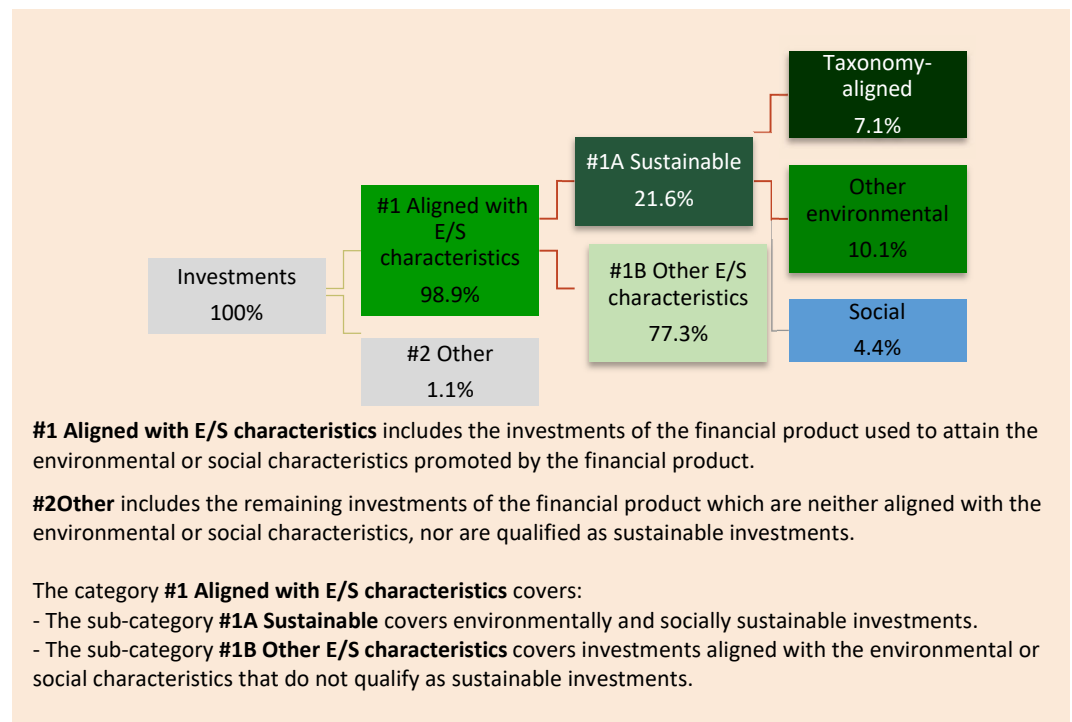 Investments
100%
#1 Aligned with
E/S
characteristics
98.9%
#2 Other
1.1%
#1A Sustainable
21.6%
#1B Other E/S
characteristics
77.3%
Taxonomy-
aligned
7.1%
Other
environmental
10.1%
Social
4.4%
#1 Aligned with E/S characteristics includes the investments of the financial product used to attain the
environmental or social characteristics promoted by the financial product.
#2Other includes the remaining investments of the financial product which are neither aligned with the
environmental or social characteristics, nor are qualified as sustainable investments.
The category #1 Aligned with E/S characteristics covers:
- The sub-category #1A Sustainable covers environmentally and socially sustainable investments.
- The sub-category #1B Other E/S characteristics covers investments aligned with the environmental or
social characteristics that do not qualify as sustainable investments.